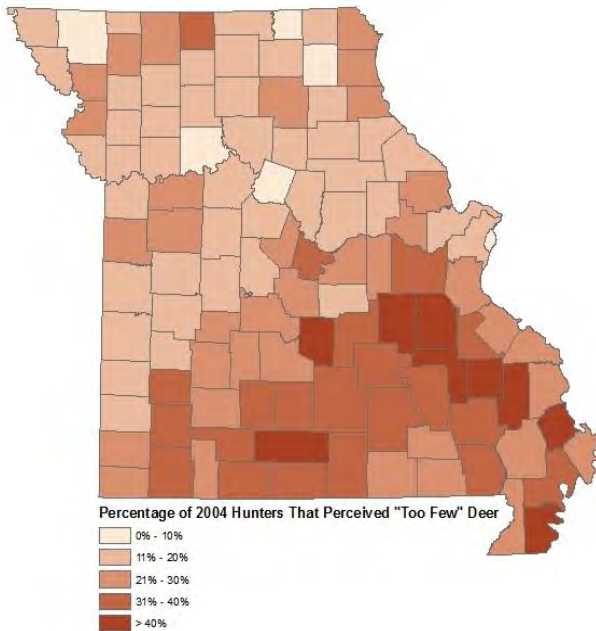 Percentage of 2004 Hunters That Perceived "Too Few" Deer
0% - 10%
11% - 20%
21% - 30%
31% - 40%
> 40%